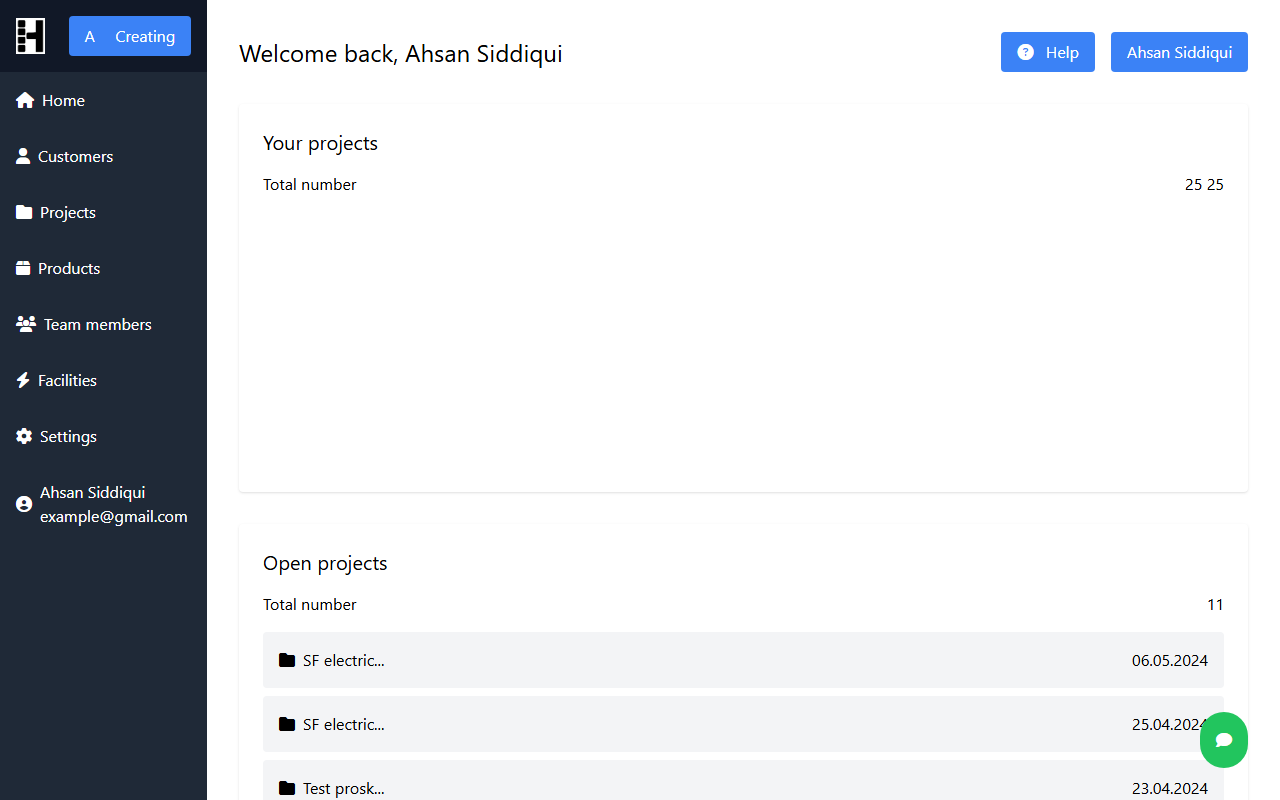 H
A Creating
Home
Customers
Projects
Products
Team members
Facilities
Settings
Ahsan Siddiqui
example@gmail.com
Welcome back, Ahsan Siddiqui
Help
Ahsan Siddiqui
Your projects
Total number 25 25
Open projects
Total number 11
SF electric... 06.05.2024
SF electric... 25.04.2024
Test prosk... 23.04.2024